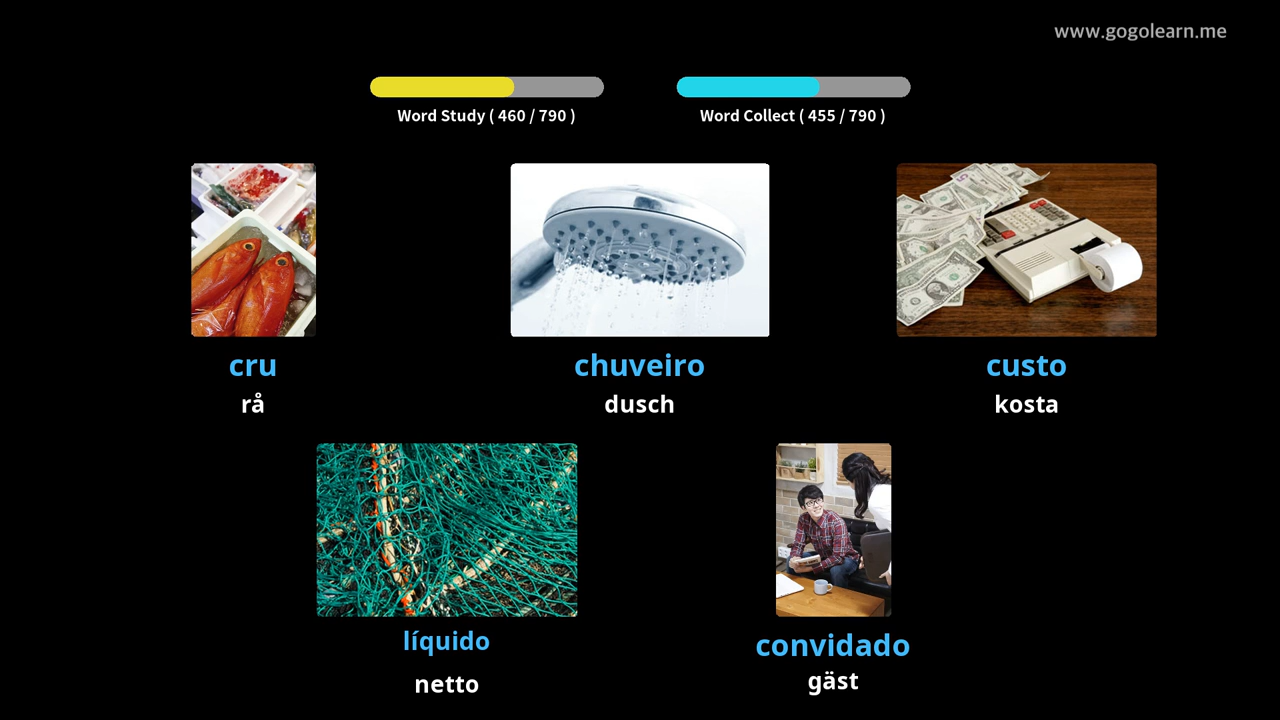 www.gogolearn.me
Word Study ( 460 / 790 )
Word Collect ( 455 / 790 )
cru
rå
chuveiro
dusch
custo
kosta
líquido
netto
convidado
gäst